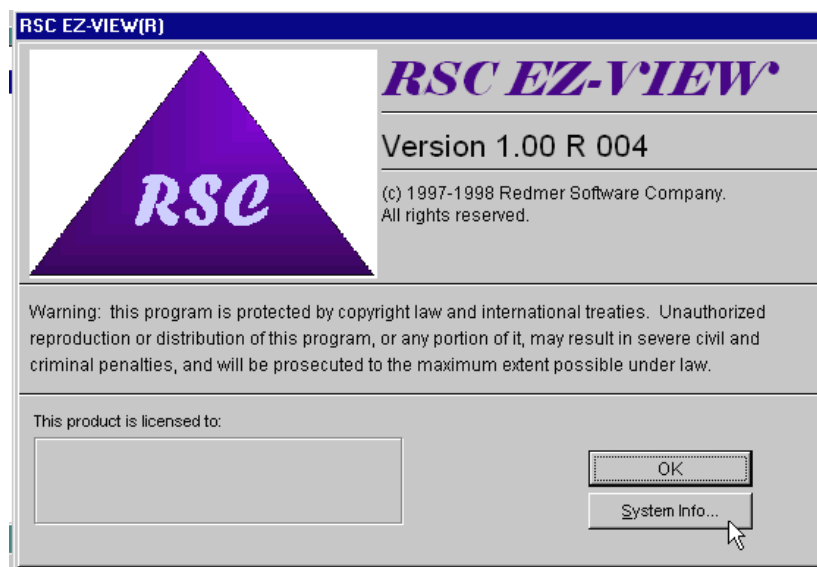 RSC EZ-VIEW(R)
RSC EZ-VIEW
RSC
Version 1.00 R 004
(c) 1997-1998 Redmer Software Company.
All rights reserved.
Warning:  this program is protected by copyright law and international treaties.  Unauthorized
reproduction or distribution of this program, or any portion of it, may result in severe civil and
criminal penalties, and will be prosecuted to the maximum extent possible under law.
This product is licensed to:
OK
System Info...